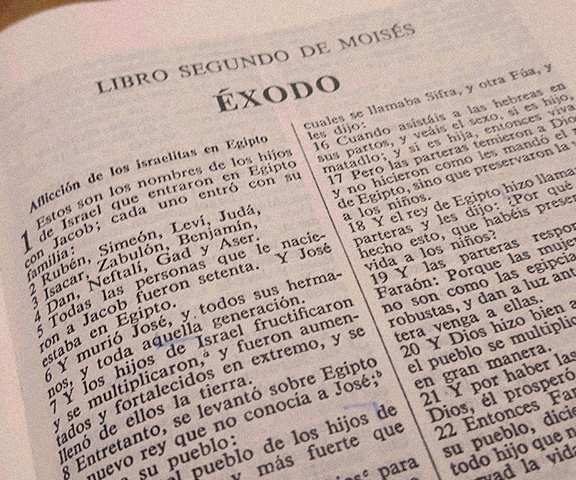 LIBRO SEGUNDO DE MOISÉS
ÉXODO
Aflicción de los israelitas en Egipto
1 Estos son los nombres de los hijos
de Israel que entraron en Egipto
con Jacob; cada uno entró con su
familia:
2 Rubén, Simeón, Leví, Judá,
3 Isacar, Zabulón, Benjamín,
4 Dan, Neftalí, Gad y Aser.
5 Todas las personas que le nacie-
ron a Jacob fueron setenta. Y José
estaba en Egipto.
6 Y murió José, y todos sus herma-
nos, y toda aquella generación.
7 Y los hijos de Israel fructificaron
y se multiplicaron,a y fueron aumen-
tados y fortalecidos en extremo, y se
llenó de ellos la tierra.
8 Entretanto, se levantó sobre Egipto
nuevo rey que no conocía a José;b
su pueblo:
el pueblo de los hijos de
y más fuerte que
para
cuales se llamaba Sifra, y otra Fúa, y
les dijo:
16 Cuando asistáis a las hebreas en
sus partos, y veáis el sexo, si es hijo,
matadlo; y si es hija, entonces viva
17 Pero las parteras temieron a Dios
y no hicieron como les mandó el
de Egipto, sino que preservaron la
a los niños.
18 Y el rey de Egipto hizo llama
parteras y les dijo: ¿Por qué
hecho esto, que habéis preser
vida a los niños?
19 Y las parteras respon
Faraón: Porque las muje
no son como las egipcia
robustas, y dan a luz ant
tera venga a ellas.
20 Y Dios hizo bien a
el pueblo se multiplic
en gran manera.
21 Y por haber las
Dios, él prosperó
22 Entonces Far
su pueblo, dicie
todo hijo que n
vad la vida